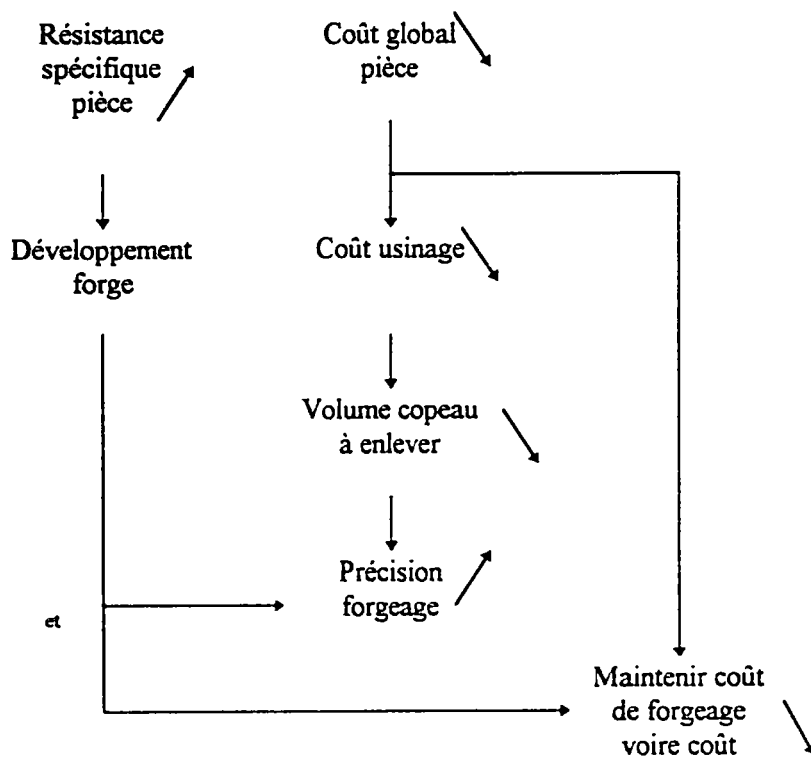 Résistance
spécifique
pièce
Coût global
pièce
Développement
forge
Coût usinage
Volume copeau
à enlever
Précision
forgeage
et
Maintenir coût
de forgeage
voire coût